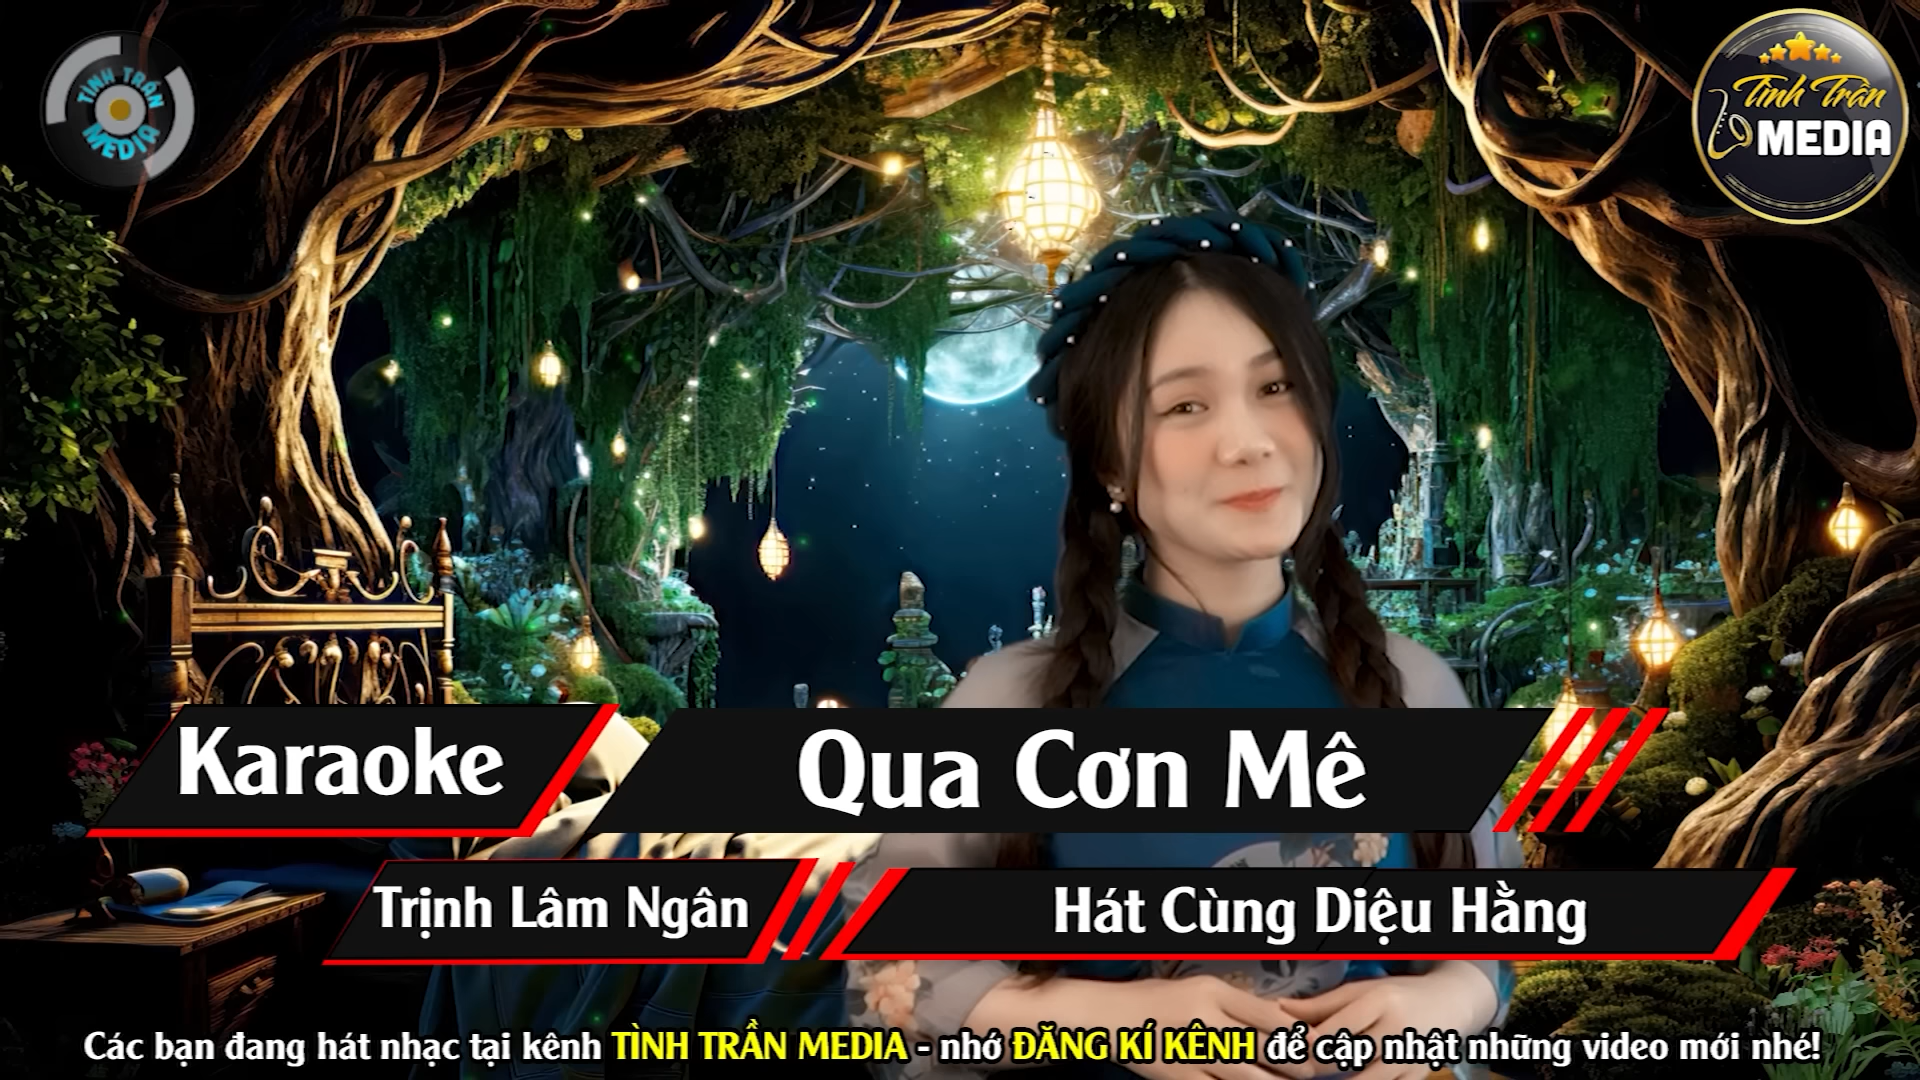 TÌNH TRẦN
MEDIA
Tình Trần
MEDIA
Karaoke
Qua Cơn Mê
Trịnh Lâm Ngân
Hát Cùng Diệu Hằng
Các bạn đang hát nhạc tại kênh TÌNH TRẦN MEDIA - nhớ ĐĂNG KÍ KÊNH để cập nhật những video mới nhé!